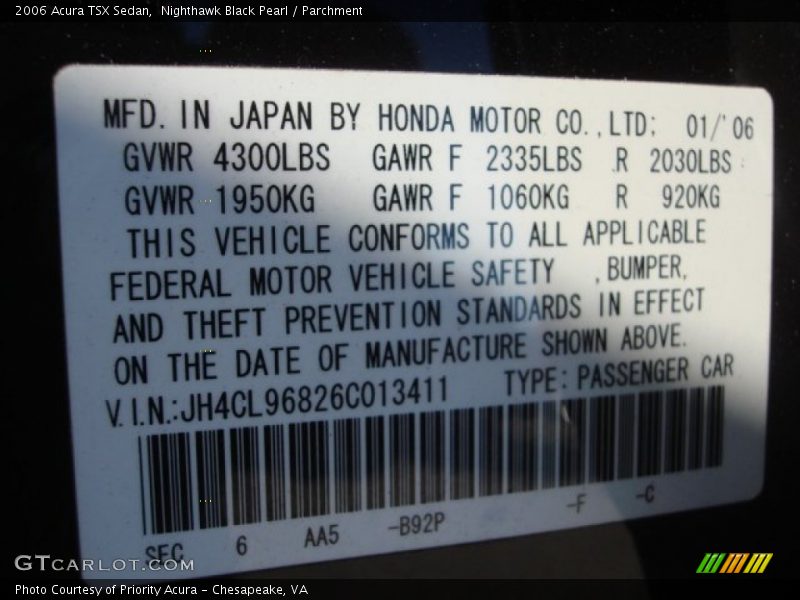 2006 Acura TSX Sedan,  Nighthawk Black Pearl / Parchment
MFD. IN JAPAN BY HONDA MOTOR CO.,LTD; 01/'06
GVWR 4300LBS GAWR F 2335LBS R 2030LBS
GVWR 1950KG GAWR F 1060KG R 920KG
THIS VEHICLE CONFORMS TO ALL APPLICABLE
FEDERAL MOTOR VEHICLE SAFETY ,BUMPER,
AND THEFT PREVENTION STANDARDS IN EFFECT
ON THE DATE OF MANUFACTURE SHOWN ABOVE.
V.I.N.:JH4CL96826C013411 TYPE: PASSENGER CAR
SEC 6 AA5 -B92P -F -C
GTCARLOT.COM
Photo Courtesy of Priority Acura – Chesapeake, VA